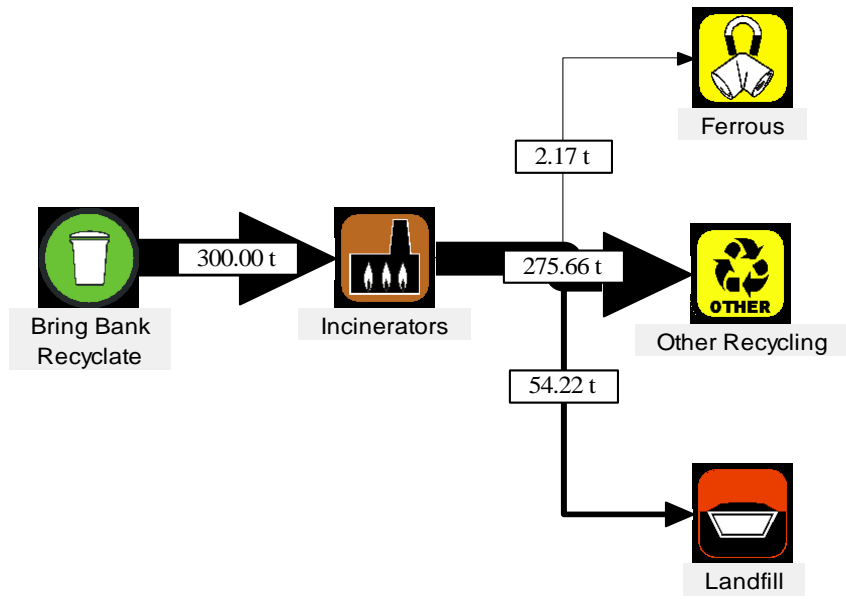 Ferrous
2.17 t
300.00 t
275.66 t
OTHER
Bring Bank
Recyclate
Incinerators
Other Recycling
54.22 t
Landfill